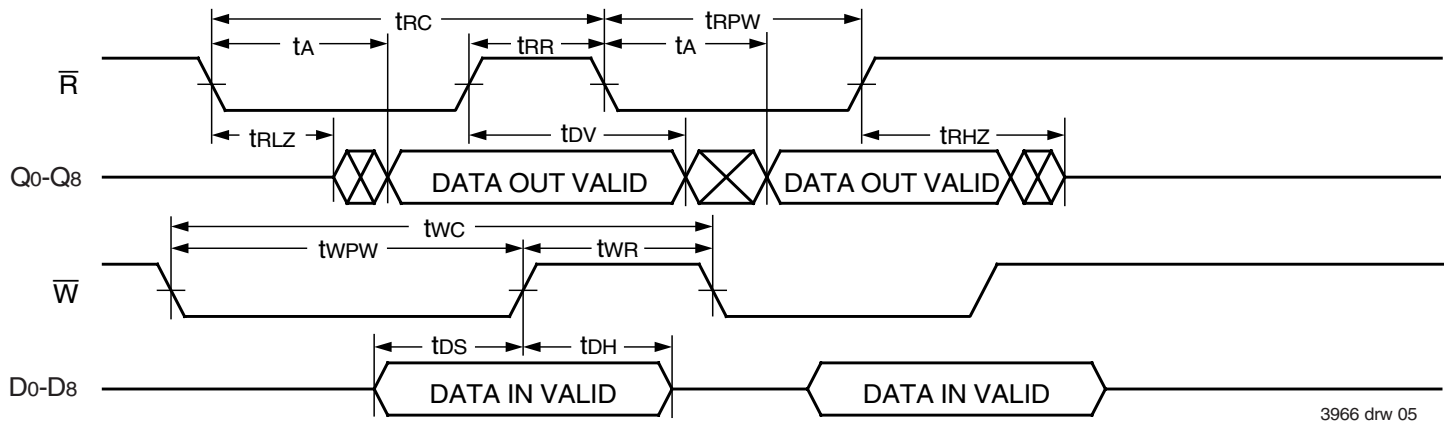 tRC tRPW
tA tRR tA
R̅
tRLZ tDV tRHZ
Q0-Q8 DATA OUT VALID DATA OUT VALID
tWC
tWPW tWR
W̅
tDS tDH
D0-D8 DATA IN VALID DATA IN VALID
3966 drw 05